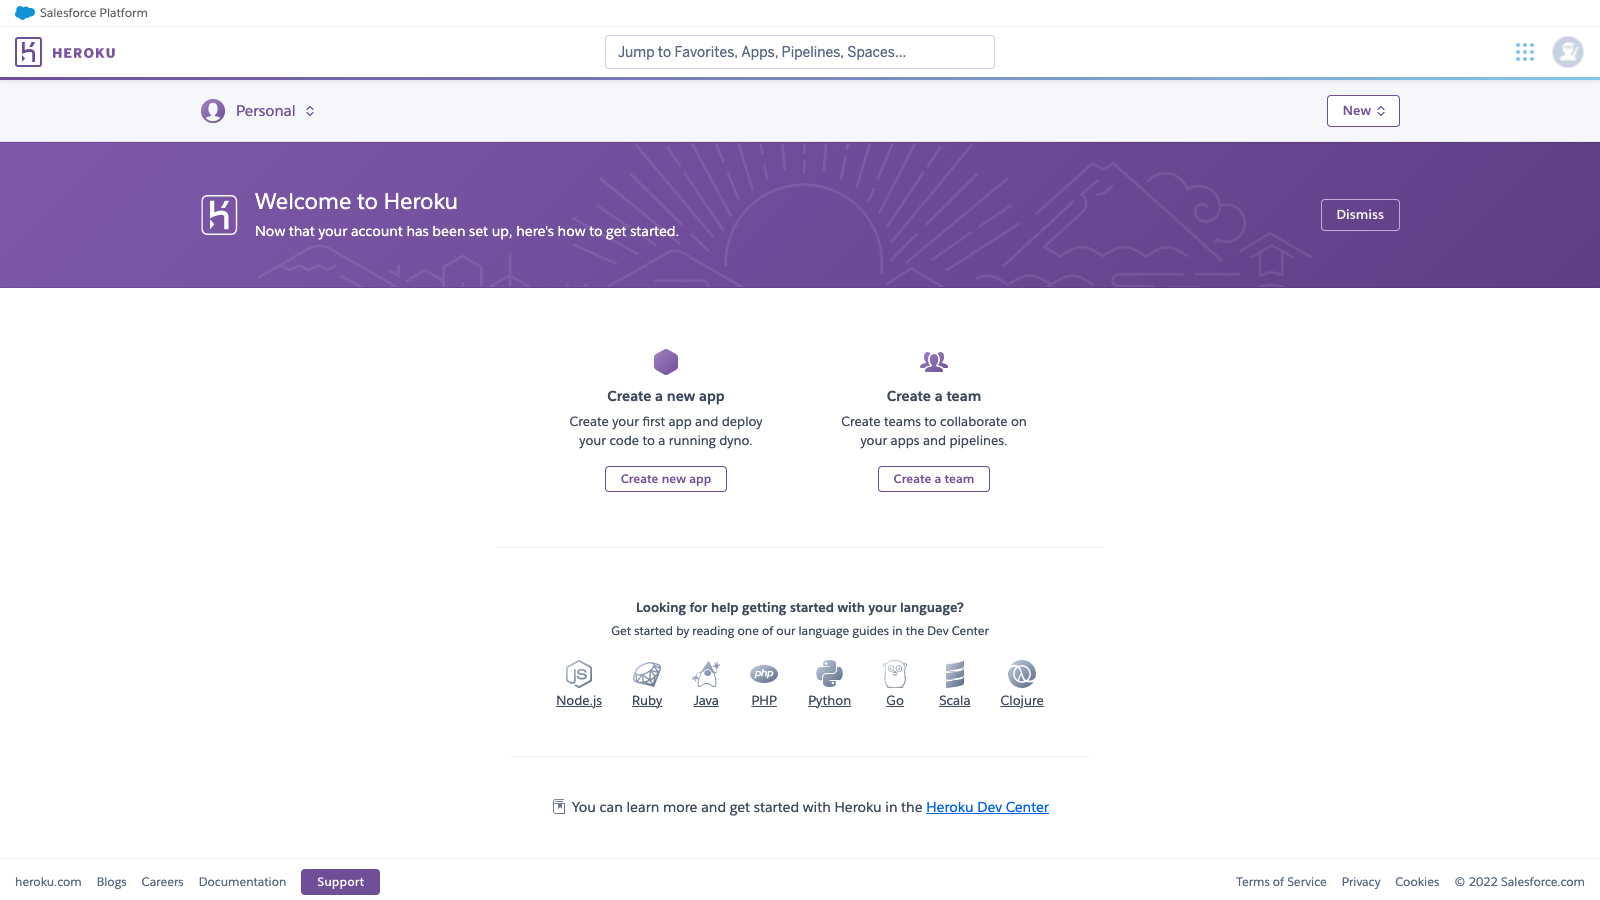 Salesforce Platform
HEROKU
Jump to Favorites, Apps, Pipelines, Spaces...
Personal
New
Welcome to Heroku
Now that your account has been set up, here's how to get started.
Dismiss
Create a new app
Create your first app and deploy
your code to a running dyno.
Create new app
Create a team
Create teams to collaborate on
your apps and pipelines.
Create a team
Looking for help getting started with your language?
Get started by reading one of our language guides in the Dev Center
JS
php
Node.js Ruby Java PHP Python Go Scala Clojure
You can learn more and get started with Heroku in the Heroku Dev Center
heroku.com Blogs Careers Documentation Support Terms of Service Privacy Cookies © 2022 Salesforce.com